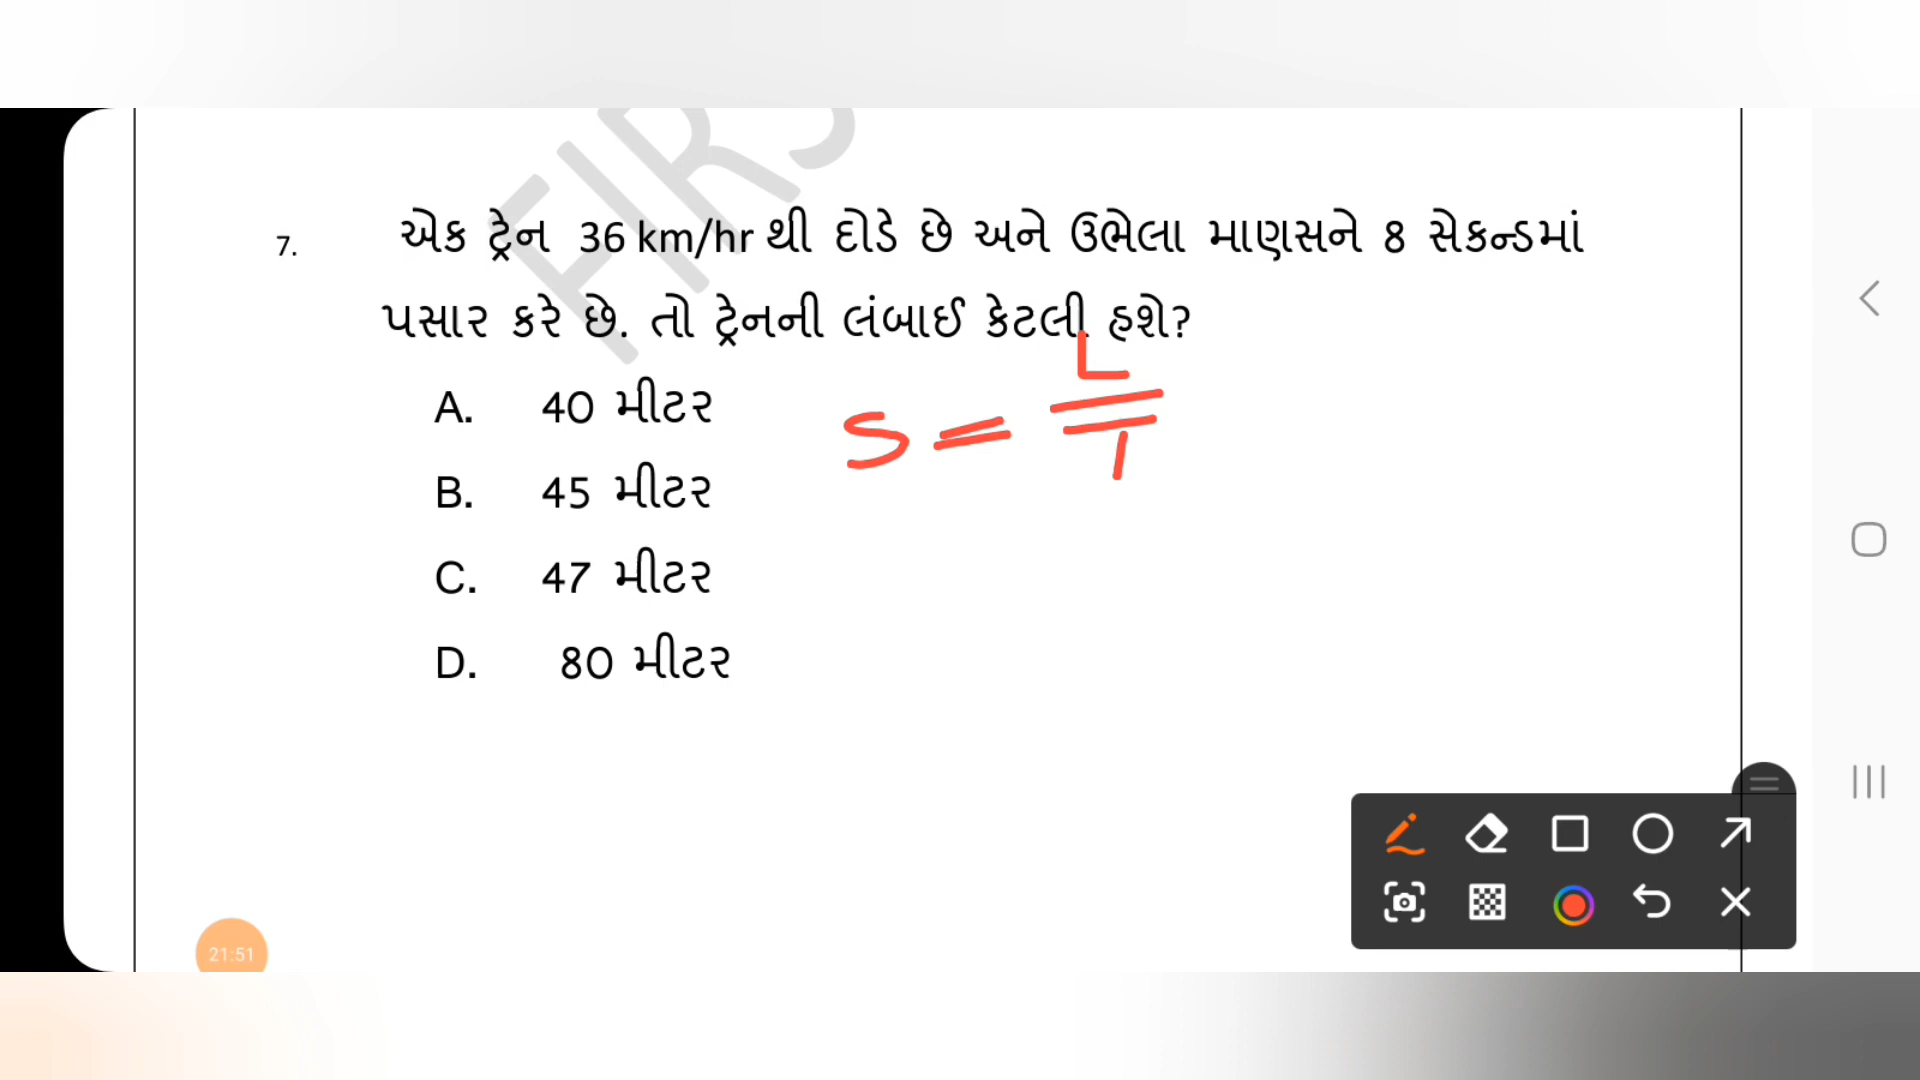 FIRS
7. એક ટ્રેન 36 km/hr થી દોડે છે અને ઉભેલા માણસને 8 સેકન્ડમાં
પસાર કરે છે. તો ટ્રેનની લંબાઈ કેટલી હશે?
A. 40 મીટર
B. 45 મીટર
C. 47 મીટર
D. 80 મીટર
S = L/T
21:51